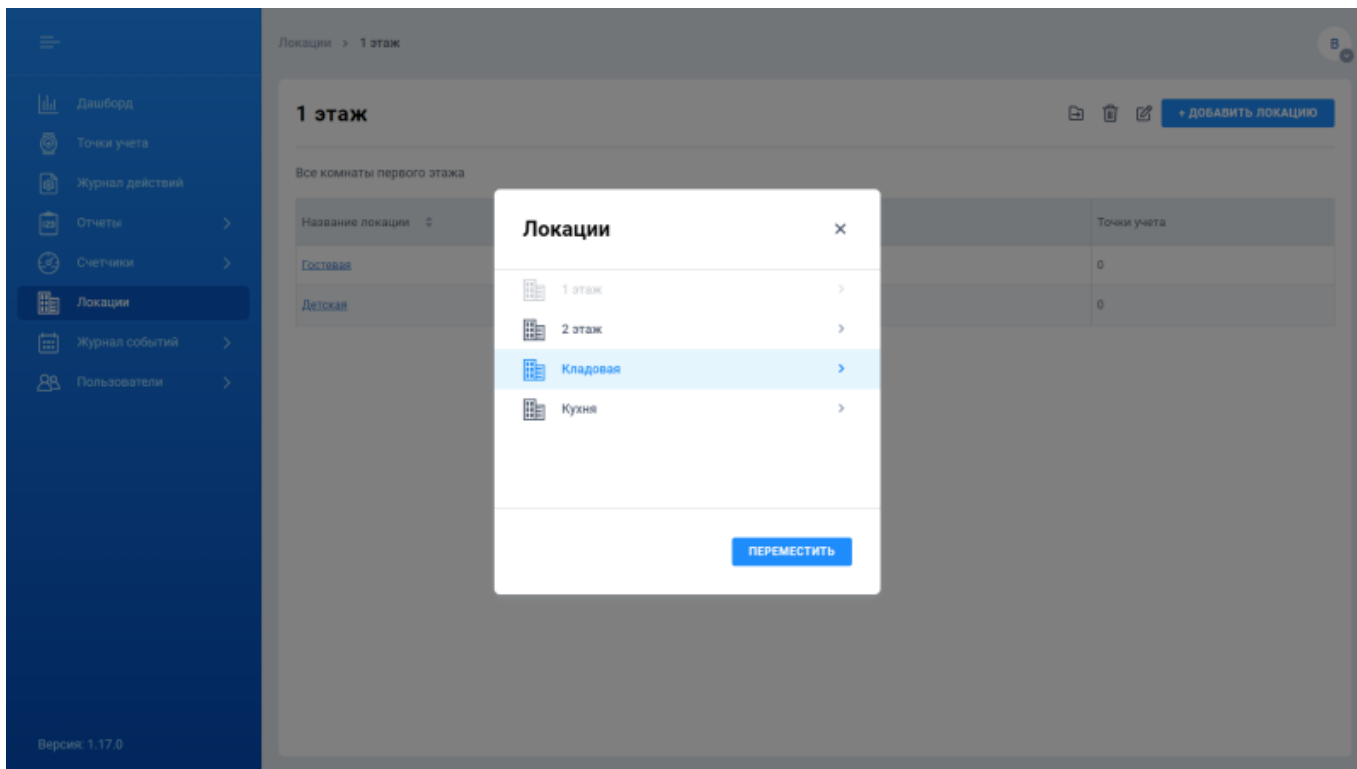 Локации > 1 этаж
В
Дашборд
Точки учета
Журнал действий
Отчеты
Счетчики
Локации
Журнал событий
Пользователи
Версия: 1.17.0
1 этаж
+ ДОБАВИТЬ ЛОКАЦИЮ
Все комнаты первого этажа
Название локации
Точки учета
Гостевая
0
Детская
0
Локации
1 этаж
2 этаж
Кладовая
Кухня
ПЕРЕМЕСТИТЬ